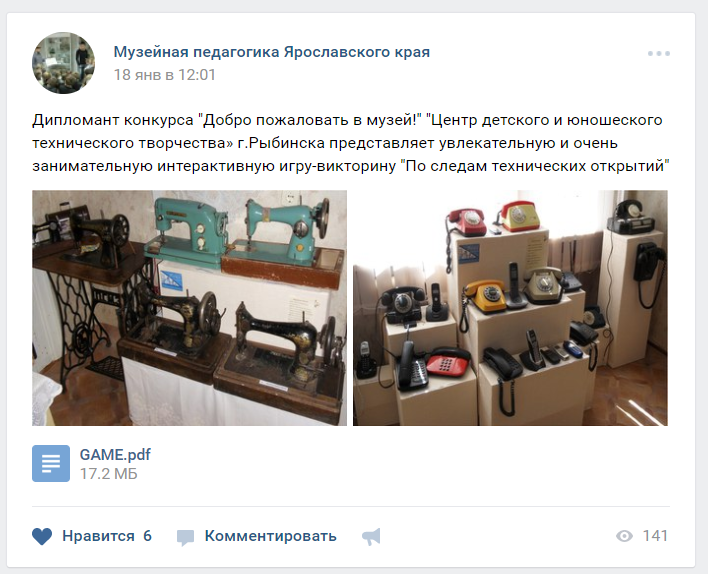 Музейная педагогика Ярославского края
18 янв в 12:01
Дипломант конкурса "Добро пожаловать в музей!" "Центр детского и юношеского
технического творчества» г.Рыбинска представляет увлекательную и очень
занимательную интерактивную игру-викторину "По следам технических открытий"
GAME.pdf
17.2 МБ
Нравится 6
Комментировать
141